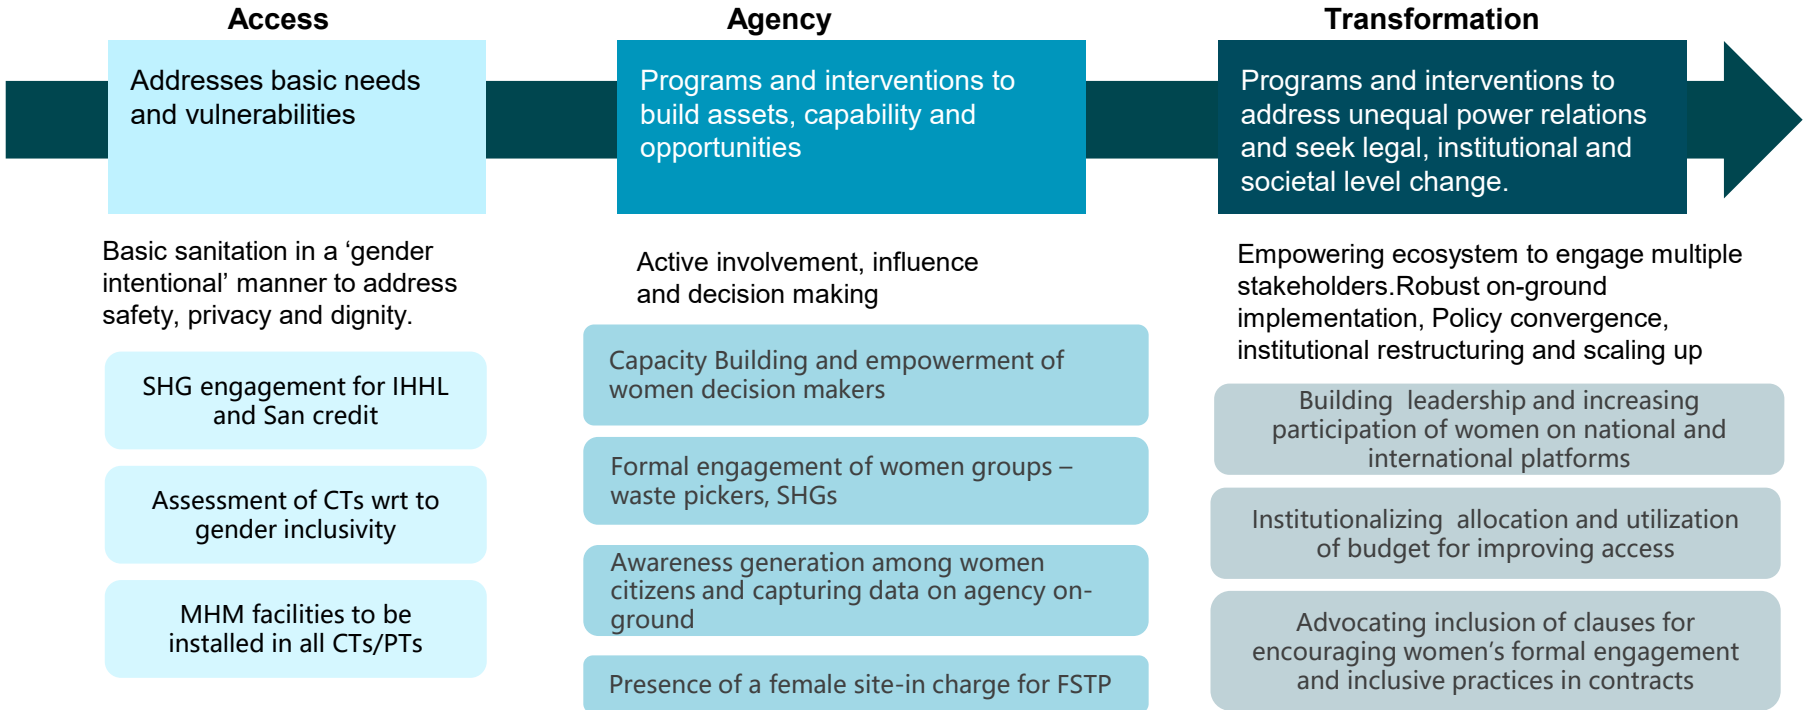 Access
Addresses basic needs
and vulnerabilities
Basic sanitation in a ‘gender
intentional’ manner to address
safety, privacy and dignity.
SHG engagement for IHHL
and San credit
Assessment of CTs wrt to
gender inclusivity
MHM facilities to be
installed in all CTs/PTs
Agency
Programs and interventions to
build assets, capability and
opportunities
Active involvement, influence
and decision making
Capacity Building and empowerment of
women decision makers
Formal engagement of women groups –
waste pickers, SHGs
Awareness generation among women
citizens and capturing data on agency on-
ground
Presence of a female site-in charge for FSTP
Transformation
Programs and interventions to
address unequal power relations
and seek legal, institutional and
societal level change.
Empowering ecosystem to engage multiple
stakeholders.Robust on-ground
implementation, Policy convergence,
institutional restructuring and scaling up
Building leadership and increasing
participation of women on national and
international platforms
Institutionalizing allocation and utilization
of budget for improving access
Advocating inclusion of clauses for
encouraging women’s formal engagement
and inclusive practices in contracts